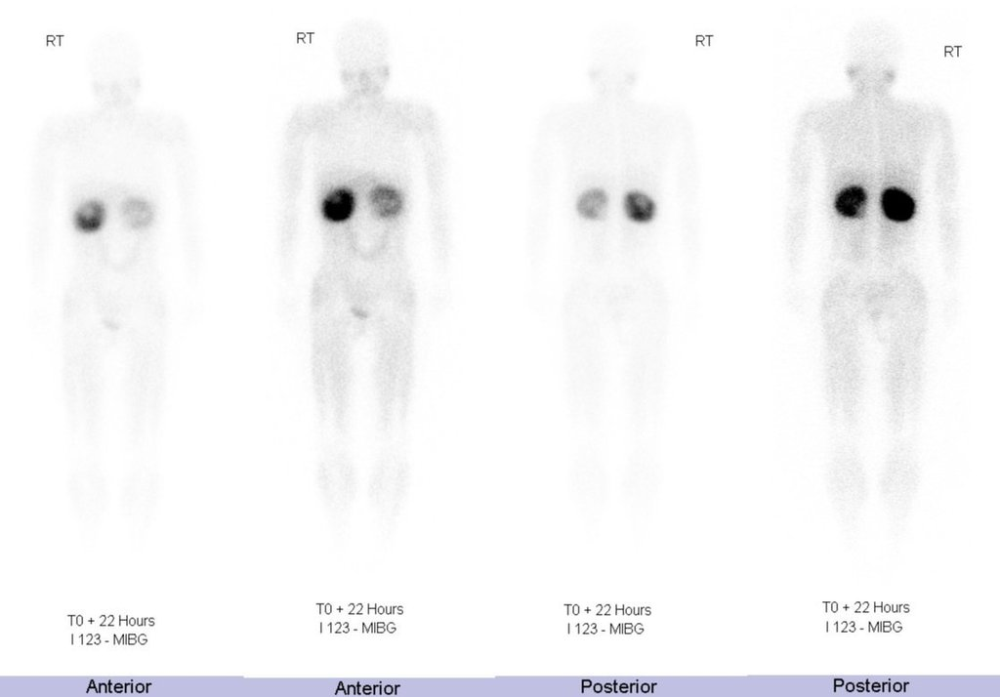 RT
RT
RT
RT
T0 + 22 Hours
I 123 - MIBG
T0 + 22 Hours
I 123 - MIBG
T0 + 22 Hours
I 123 - MIBG
T0 + 22 Hours
I 123 - MIBG
Anterior
Anterior
Posterior
Posterior